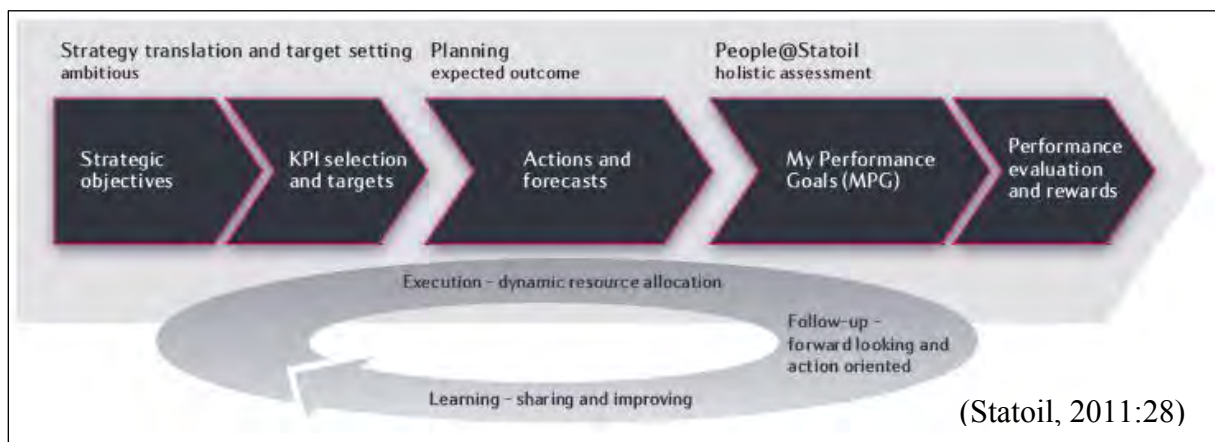 Strategy translation and target setting
ambitious
Planning
expected outcome
People@Statoil
holistic assessment
Strategic
objectives
KPI selection
and targets
Actions and
forecasts
My Performance
Goals (MPG)
Performance
evaluation
and rewards
Execution – dynamic resource allocation
Follow-up –
forward looking and
action oriented
Learning – sharing and improving
(Statoil, 2011:28)